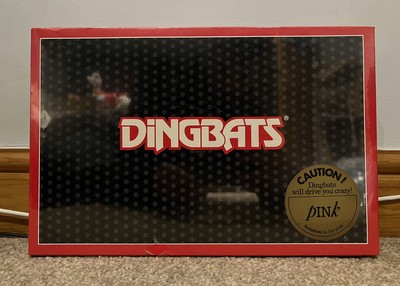 DiNGBATS®
CAUTION!
Dingbats
will drive you crazy!
pINk